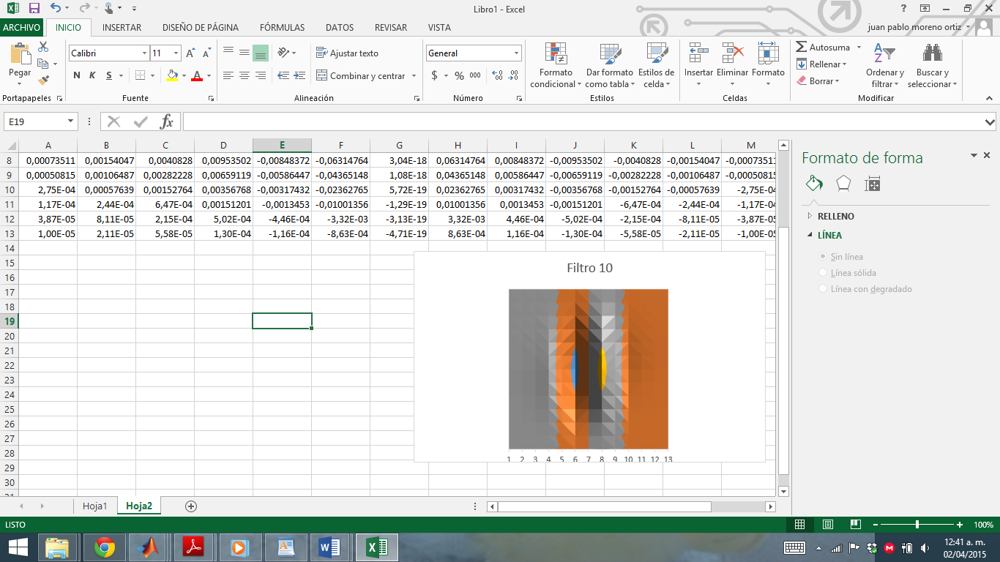 Libro1 - Excel
ARCHIVO INICIO INSERTAR DISEÑO DE PÁGINA FÓRMULAS DATOS REVISAR VISTA juan pablo moreno ortiz
Pegar
Calibri 11
N K S
Ajustar texto
Combinar y centrar
General
$ % 000
Formato condicional
Dar formato como tabla
Estilos de celda
Insertar Eliminar Formato
Autosuma
Rellenar
Borrar
Ordenar y filtrar
Buscar y seleccionar
Portapapeles Fuente Alineación Número Estilos Celdas Modificar
E19 fx
A B C D E F G H I J K L M
8 0,00073511 0,00154047 0,0040828 0,00953502 -0,00848372 -0,06314764 3,04E-18 0,06314764 0,00848372 -0,00953502 -0,0040828 -0,00154047 -0,00073511
9 0,00050815 0,00106487 0,00282228 0,00659119 -0,00586447 -0,04365148 1,08E-18 0,04365148 0,00586447 -0,00659119 -0,00282228 -0,00106487 -0,00050815
10 2,75E-04 0,00057639 0,00152764 0,00356768 -0,00317432 -0,02362765 5,72E-19 0,02362765 0,00317432 -0,00356768 -0,00152764 -0,00057639 -2,75E-04
11 1,17E-04 2,44E-04 6,47E-04 0,00151201 -0,0013453 -0,01001356 -1,29E-19 0,01001356 0,0013453 -0,00151201 -6,47E-04 -2,44E-04 -1,17E-04
12 3,87E-05 8,11E-05 2,15E-04 5,02E-04 -4,46E-04 -3,32E-03 -3,13E-19 3,32E-03 4,46E-04 -5,02E-04 -2,15E-04 -8,11E-05 -3,87E-05
13 1,00E-05 2,11E-05 5,58E-05 1,30E-04 -1,16E-04 -8,63E-04 -4,71E-19 8,63E-04 1,16E-04 -1,30E-04 -5,58E-05 -2,11E-05 -1,00E-05
14
15
16
17
18
19
20
21
22
23
24
25
26
27
28
29
30
Filtro 10
1 2 3 4 5 6 7 8 9 10 11 12 13
Formato de forma
RELLENO
LÍNEA
Sin línea
Línea sólida
Línea con degradado
Hoja1 Hoja2
LISTO 100%
12:41 a. m.
02/04/2015